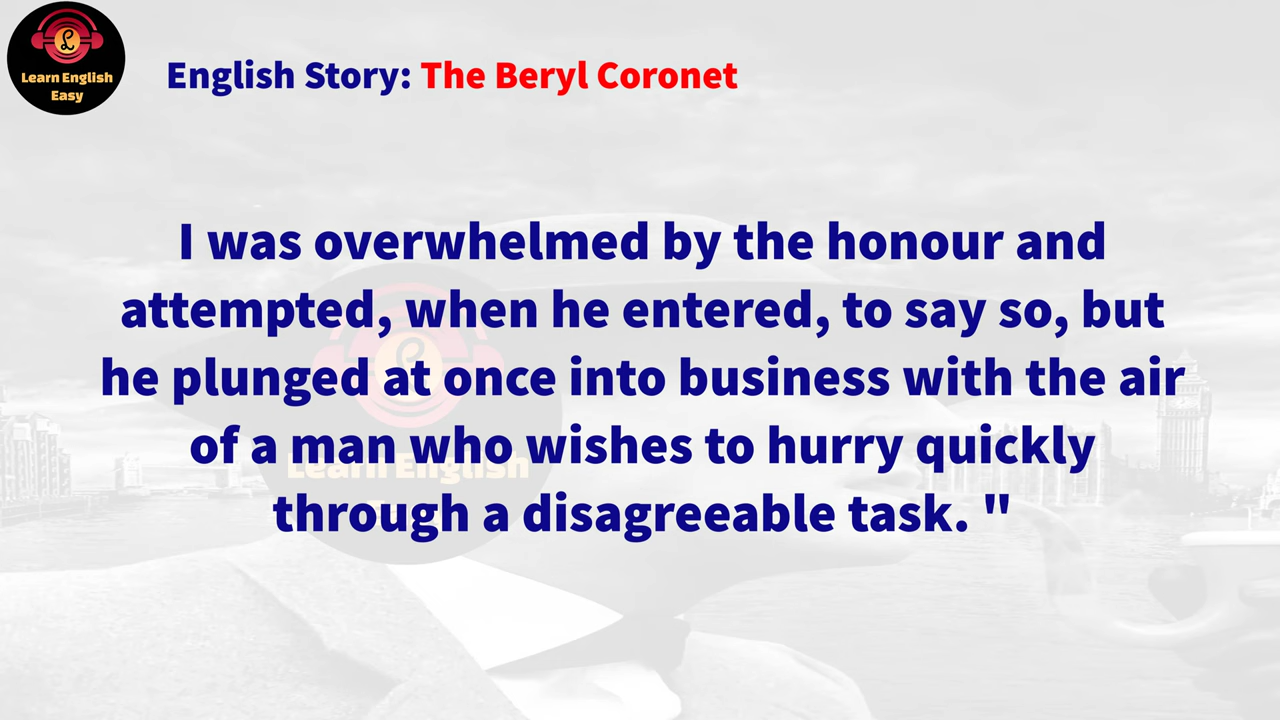 Learn English
Easy
English Story: The Beryl Coronet
I was overwhelmed by the honour and
attempted, when he entered, to say so, but
he plunged at once into business with the air
of a man who wishes to hurry quickly
through a disagreeable task. "
Learn English